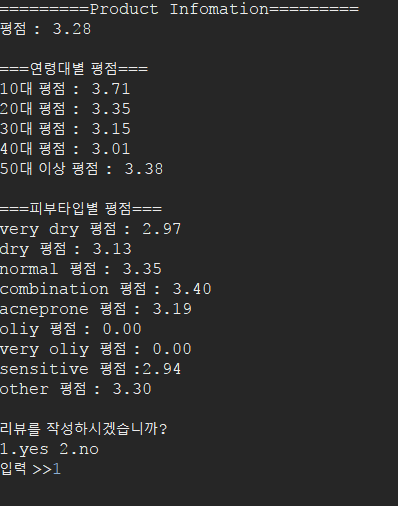 =========Product Infomation=========
평점 : 3.28
===연령대별 평점===
10대 평점 : 3.71
20대 평점 : 3.35
30대 평점 : 3.15
40대 평점 : 3.01
50대 이상 평점 : 3.38
===피부타입별 평점===
very dry 평점 : 2.97
dry 평점 : 3.13
normal 평점 : 3.35
combination 평점 : 3.40
acneprone 평점 : 3.19
oliy 평점 : 0.00
very oliy 평점 : 0.00
sensitive 평점 :2.94
other 평점 : 3.30
리뷰를 작성하시겠습니까?
1.yes 2.no
입력 >>1